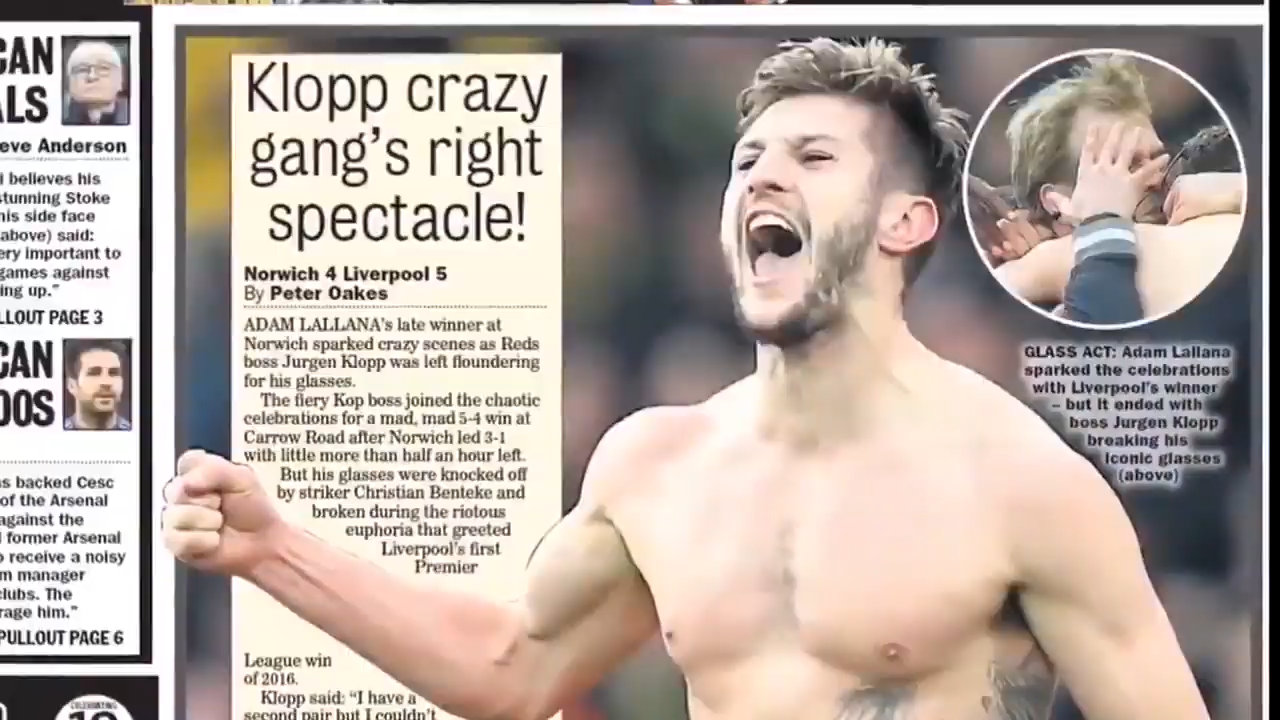 CAN
ALS
eve Anderson
l believes his
stunning Stoke
his side face
above) said:
ery important to
games against
ing up."
LLOUT PAGE 3
CAN
DOS
s backed Cesc
of the Arsenal
against the
l former Arsenal
o receive a noisy
m manager
clubs. The
rage him."
PULLOUT PAGE 6
CELEBRATING
10
Klopp crazy
gang's right
spectacle!
Norwich 4 Liverpool 5
By Peter Oakes
ADAM LALLANA's late winner at
Norwich sparked crazy scenes as Reds
boss Jurgen Klopp was left floundering
for his glasses.
The fiery Kop boss joined the chaotic
celebrations for a mad, mad 5-4 win at
Carrow Road after Norwich led 3-1
with little more than half an hour left.
But his glasses were knocked off
by striker Christian Benteke and
broken during the riotous
euphoria that greeted
Liverpool's first
Premier
League win
of 2016.
Klopp said: "I have a
second pair but I couldn't
GLASS ACT: Adam Lallana
sparked the celebrations
with Liverpool's winner
– but it ended with
boss Jurgen Klopp
breaking his
iconic glasses
(above)